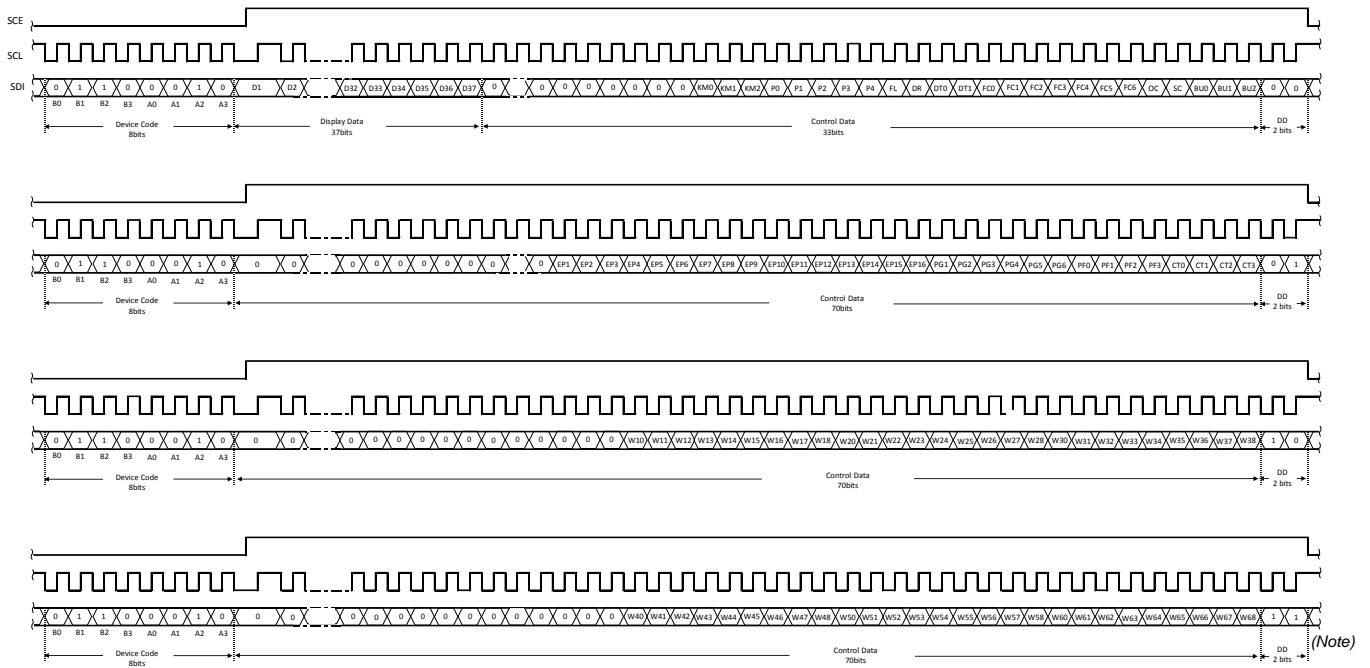 SCE
SCL
SDI 0 1 1 0 0 0 1 0 D1 D2 D32 D33 D34 D35 D36 D37 0 0 0 0 0 0 0 0 KM0 KM1 KM2 P0 P1 P2 P3 P4 FL DR DT0 DT1 FC0 FC1 FC2 FC3 FC4 FC5 FC6 OC SC BU0 BU1 BU2 0 0
B0 B1 B2 B3 A0 A1 A2 A3
Device Code Display Data Control Data DD
8bits 37bits 33bits 2 bits
0 1 1 0 0 0 1 0 0 0 0 0 0 0 0 0 0 0 EP1 EP2 EP3 EP4 EP5 EP6 EP7 EP8 EP9 EP10 EP11 EP12 EP13 EP14 EP15 EP16 PG1 PG2 PG3 PG4 PG5 PG6 PF0 PF1 PF2 PF3 CT0 CT1 CT2 CT3 0 1
B0 B1 B2 B3 A0 A1 A2 A3
Device Code Control Data DD
8bits 70bits 2 bits
0 1 1 0 0 0 1 0 0 0 0 0 0 0 0 0 0 0 0 0 0 0 W10 W11 W12 W13 W14 W15 W16 W17 W18 W20 W21 W22 W23 W24 W25 W26 W27 W28 W30 W31 W32 W33 W34 W35 W36 W37 W38 1 0
B0 B1 B2 B3 A0 A1 A2 A3
Device Code Control Data DD
8bits 70bits 2 bits
0 1 1 0 0 0 1 0 0 0 0 0 0 0 0 0 0 0 0 0 0 0 W40 W41 W42 W43 W44 W45 W46 W47 W48 W50 W51 W52 W53 W54 W55 W56 W57 W58 W60 W61 W62 W63 W64 W65 W66 W67 W68 1 1
B0 B1 B2 B3 A0 A1 A2 A3
Device Code Control Data DD (Note)
8bits 70bits 2 bits